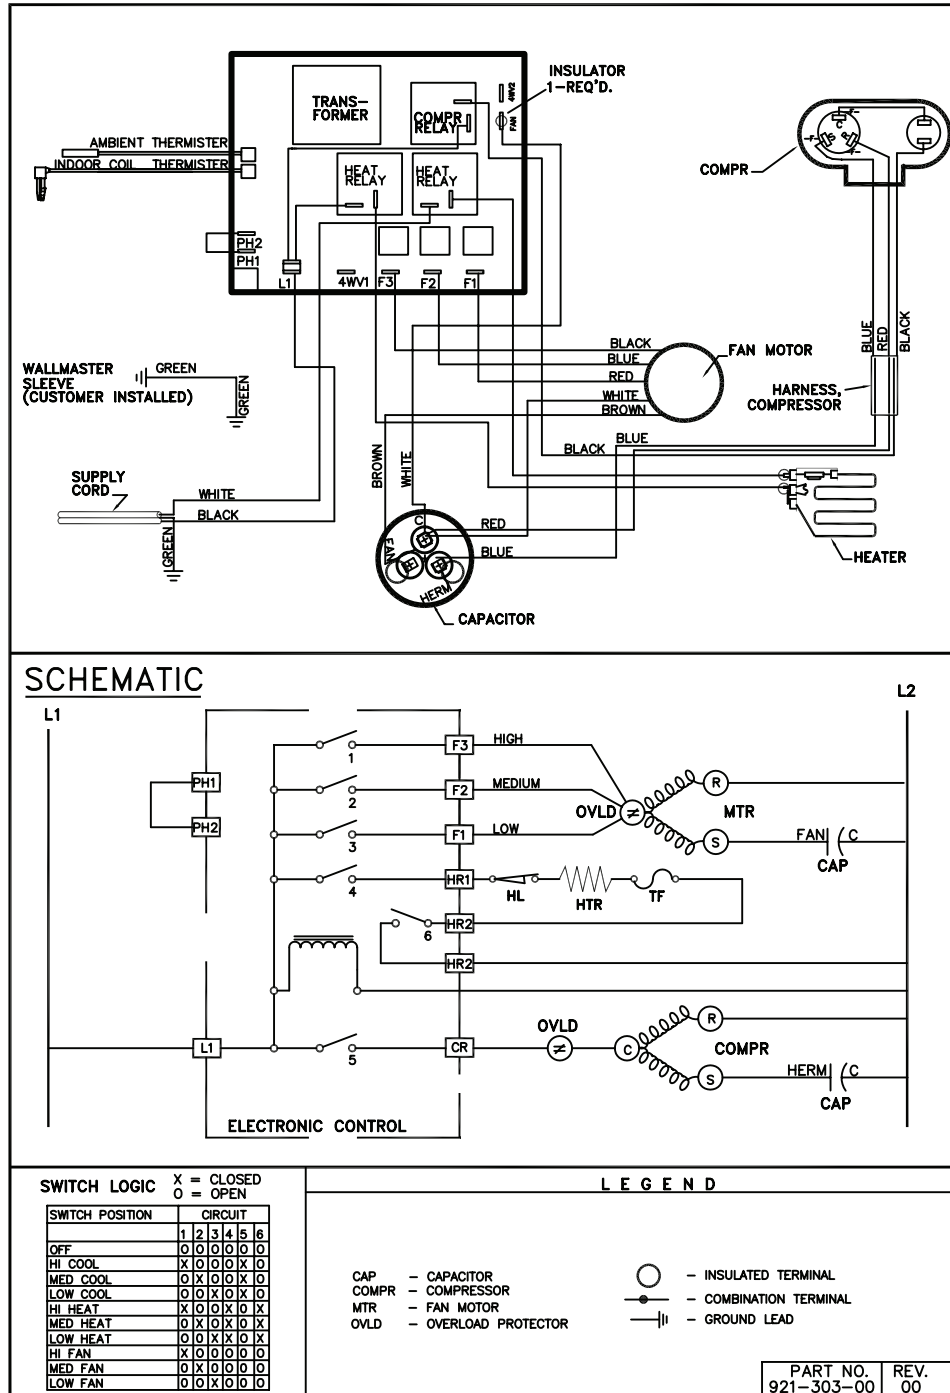 INSULATOR
1-REQ'D.
TRANS-
FORMER
COMPR
RELAY
4WV2
FAN
AMBIENT THERMISTER
INDOOR COIL THERMISTER
HEAT
RELAY
HEAT
RELAY
COMPR
C
S
R
PH2
PH1
L1
4WV1
F3
F2
F1
BLUE
RED
BLACK
BLACK
BLUE
RED
WHITE
BROWN
FAN MOTOR
WALLMASTER
SLEEVE
(CUSTOMER INSTALLED)
GREEN
GREEN
HARNESS,
COMPRESSOR
BROWN
WHITE
BLUE
BLACK
SUPPLY
CORD
WHITE
BLACK
GREEN
RED
BLUE
C
FAN
HERM
CAPACITOR
HEATER
SCHEMATIC
L1
L2
1
F3
HIGH
PH1
2
F2
MEDIUM
OVLD
R
MTR
PH2
3
F1
LOW
S
FAN
C
CAP
4
HR1
HL
HTR
TF
6
HR2
HR2
OVLD
R
L1
5
CR
C
COMPR
S
HERM
C
CAP
ELECTRONIC CONTROL
SWITCH LOGIC
X = CLOSED
O = OPEN
SWITCH POSITION CIRCUIT
1 2 3 4 5 6
OFF O O O O O O
HI COOL X O O O X O
MED COOL O X O O X O
LOW COOL O O X O X O
HI HEAT X O O X O X
MED HEAT O X O X O X
LOW HEAT O O X X O X
HI FAN X O O O O O
MED FAN O X O O O O
LOW FAN O O X O O O
LEGEND
CAP - CAPACITOR
COMPR - COMPRESSOR
MTR - FAN MOTOR
OVLD - OVERLOAD PROTECTOR
- INSULATED TERMINAL
- COMBINATION TERMINAL
- GROUND LEAD
PART NO. REV.
921-303-00 00